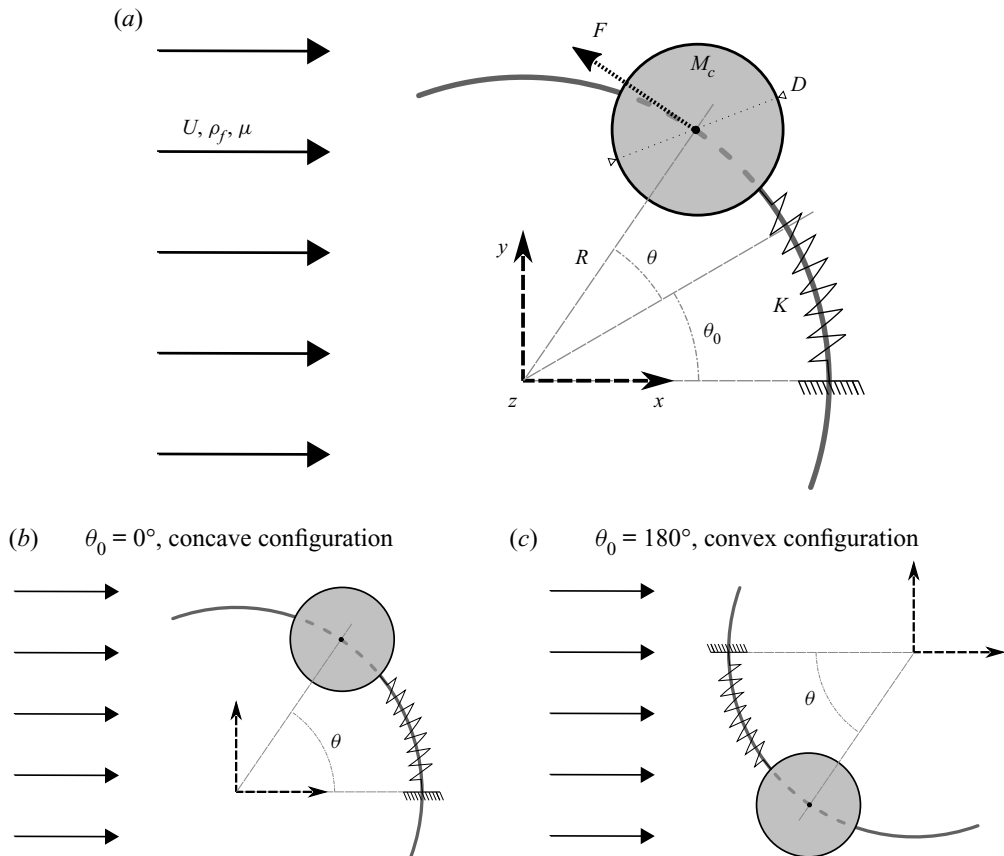 (a)
F
M_c
D
U, ρ_f, μ
y
R
θ
K
θ_0
z
x
(b) θ_0 = 0°, concave configuration
(c) θ_0 = 180°, convex configuration
θ
θ